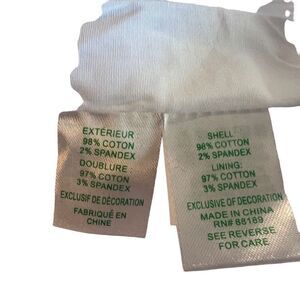 EXTÉRIEUR :
98% COTON
2% SPANDEX
DOUBLURE :
97% COTON
3% SPANDEX
EXCLUSIF DE DÉCORATION
FABRIQUÉ EN
CHINE
SHELL
98% COTTON
2% SPANDEX
LINING:
97% COTTON
3% SPANDEX
EXCLUSIVE OF DECORATION
MADE IN CHINA
RN# 88189
SEE REVERSE
FOR CARE